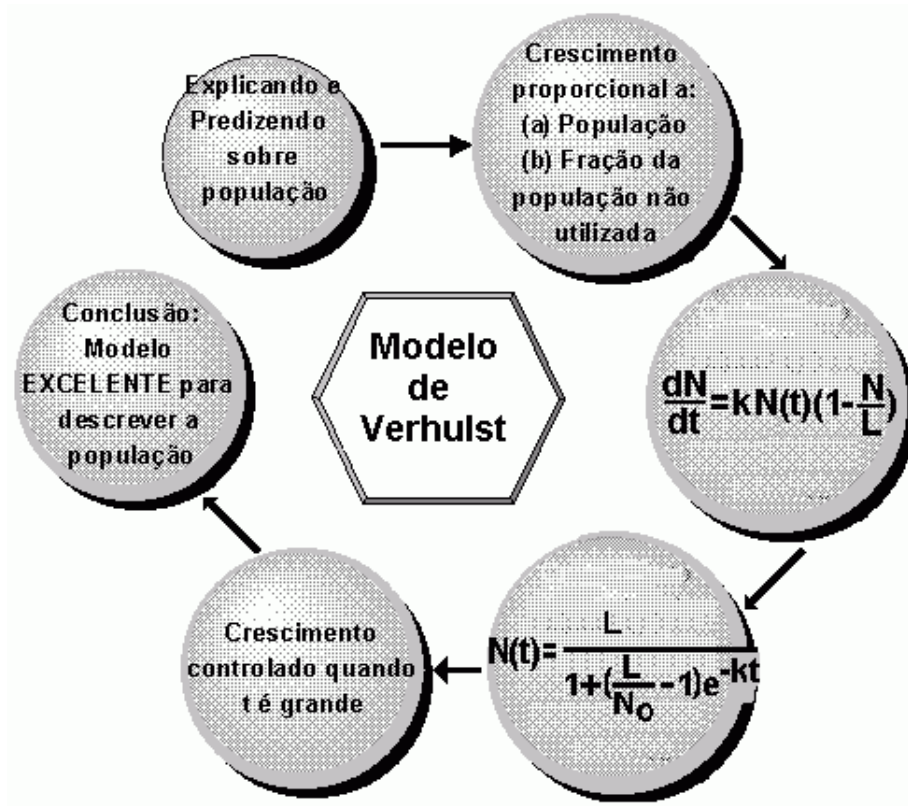 Explicando e
Predizendo
sobre
população
Crescimento
proporcional a:
(a) População
(b) Fração da
população não
utilizada
dN/dt=kN(t)(1-N/L)
N(t)=L/(1+(L/N₀-1)e^-kt)
Crescimento
controlado quando
t é grande
Conclusão:
Modelo
EXCELENTE para
descrever a
população
Modelo
de
Verhulst